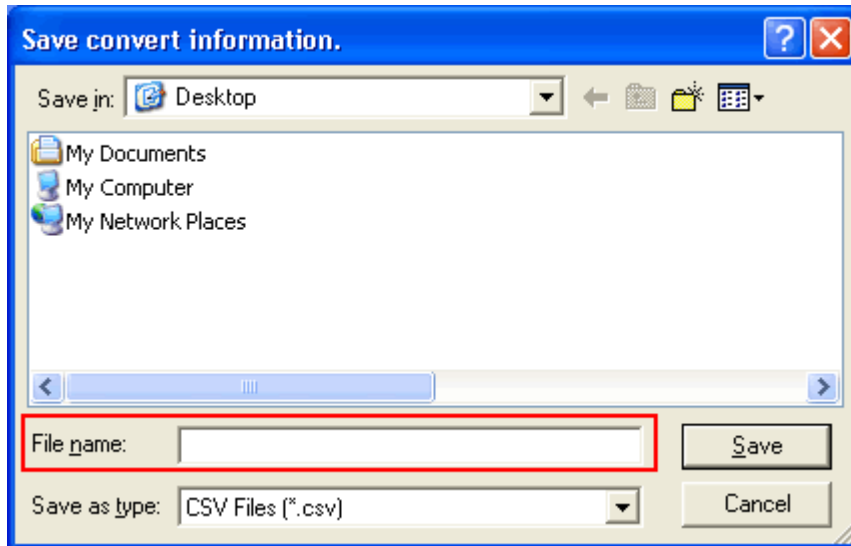 Save convert information.
Save in: Desktop
My Documents
My Computer
My Network Places
File name: Save
Save as type: CSV Files (*.csv) Cancel